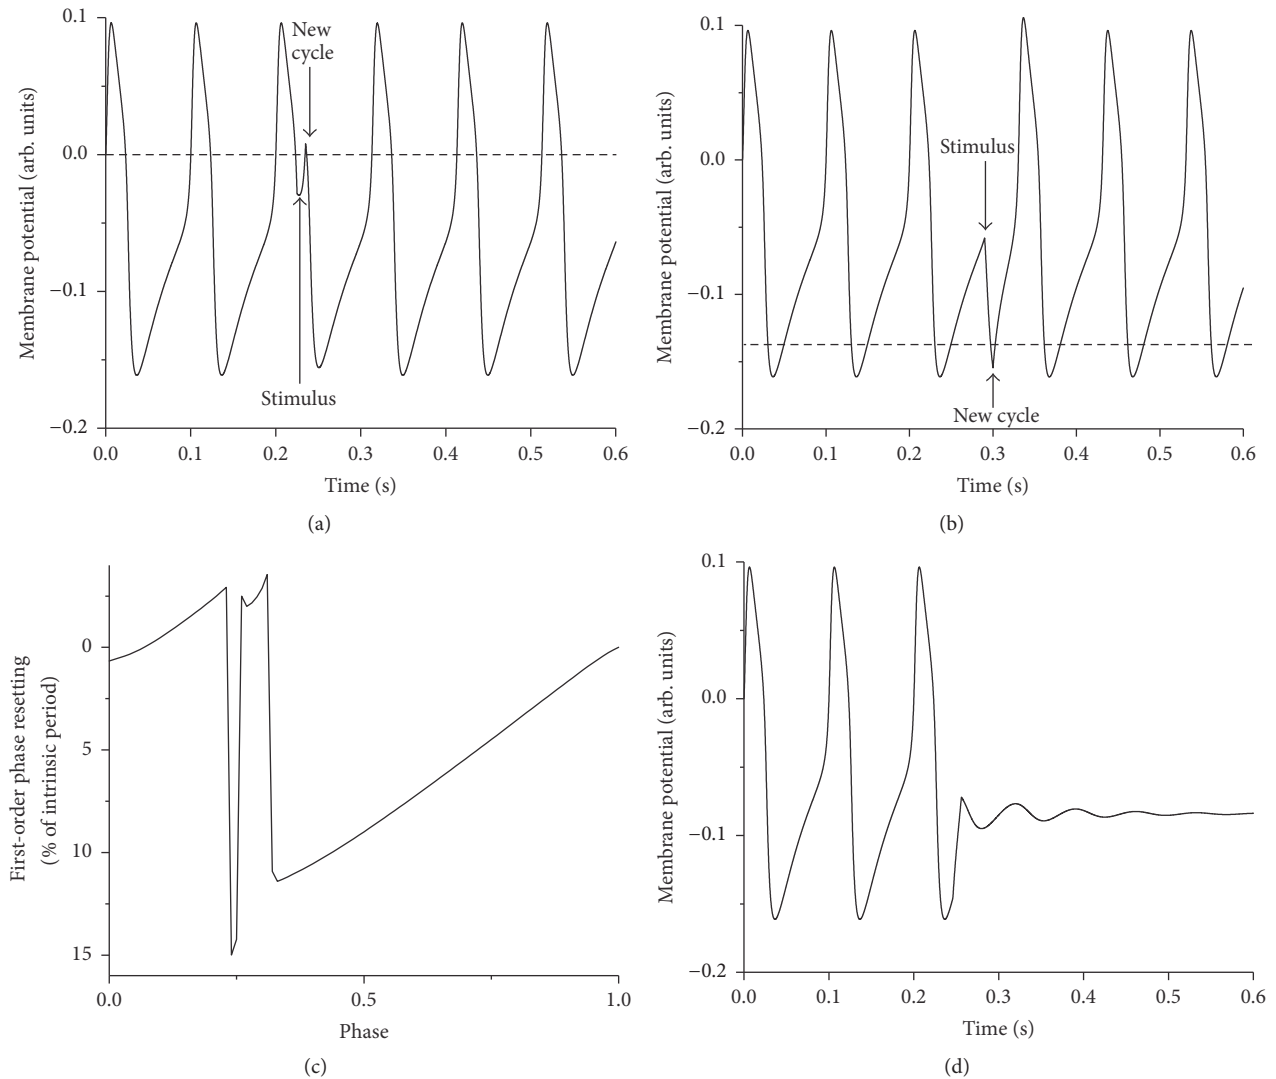 0.1
0.0
−0.1
−0.2
Membrane potential (arb. units)
New
cycle
Stimulus
0.0 0.1 0.2 0.3 0.4 0.5 0.6
Time (s)
(a)
0.1
0.0
−0.1
−0.2
Membrane potential (arb. units)
Stimulus
New cycle
0.0 0.1 0.2 0.3 0.4 0.5 0.6
Time (s)
(b)
0
5
10
15
First-order phase resetting
(% of intrinsic period)
0.0 0.5 1.0
Phase
(c)
0.1
0.0
−0.1
−0.2
Membrane potential (arb. units)
0.0 0.1 0.2 0.3 0.4 0.5 0.6
Time (s)
(d)